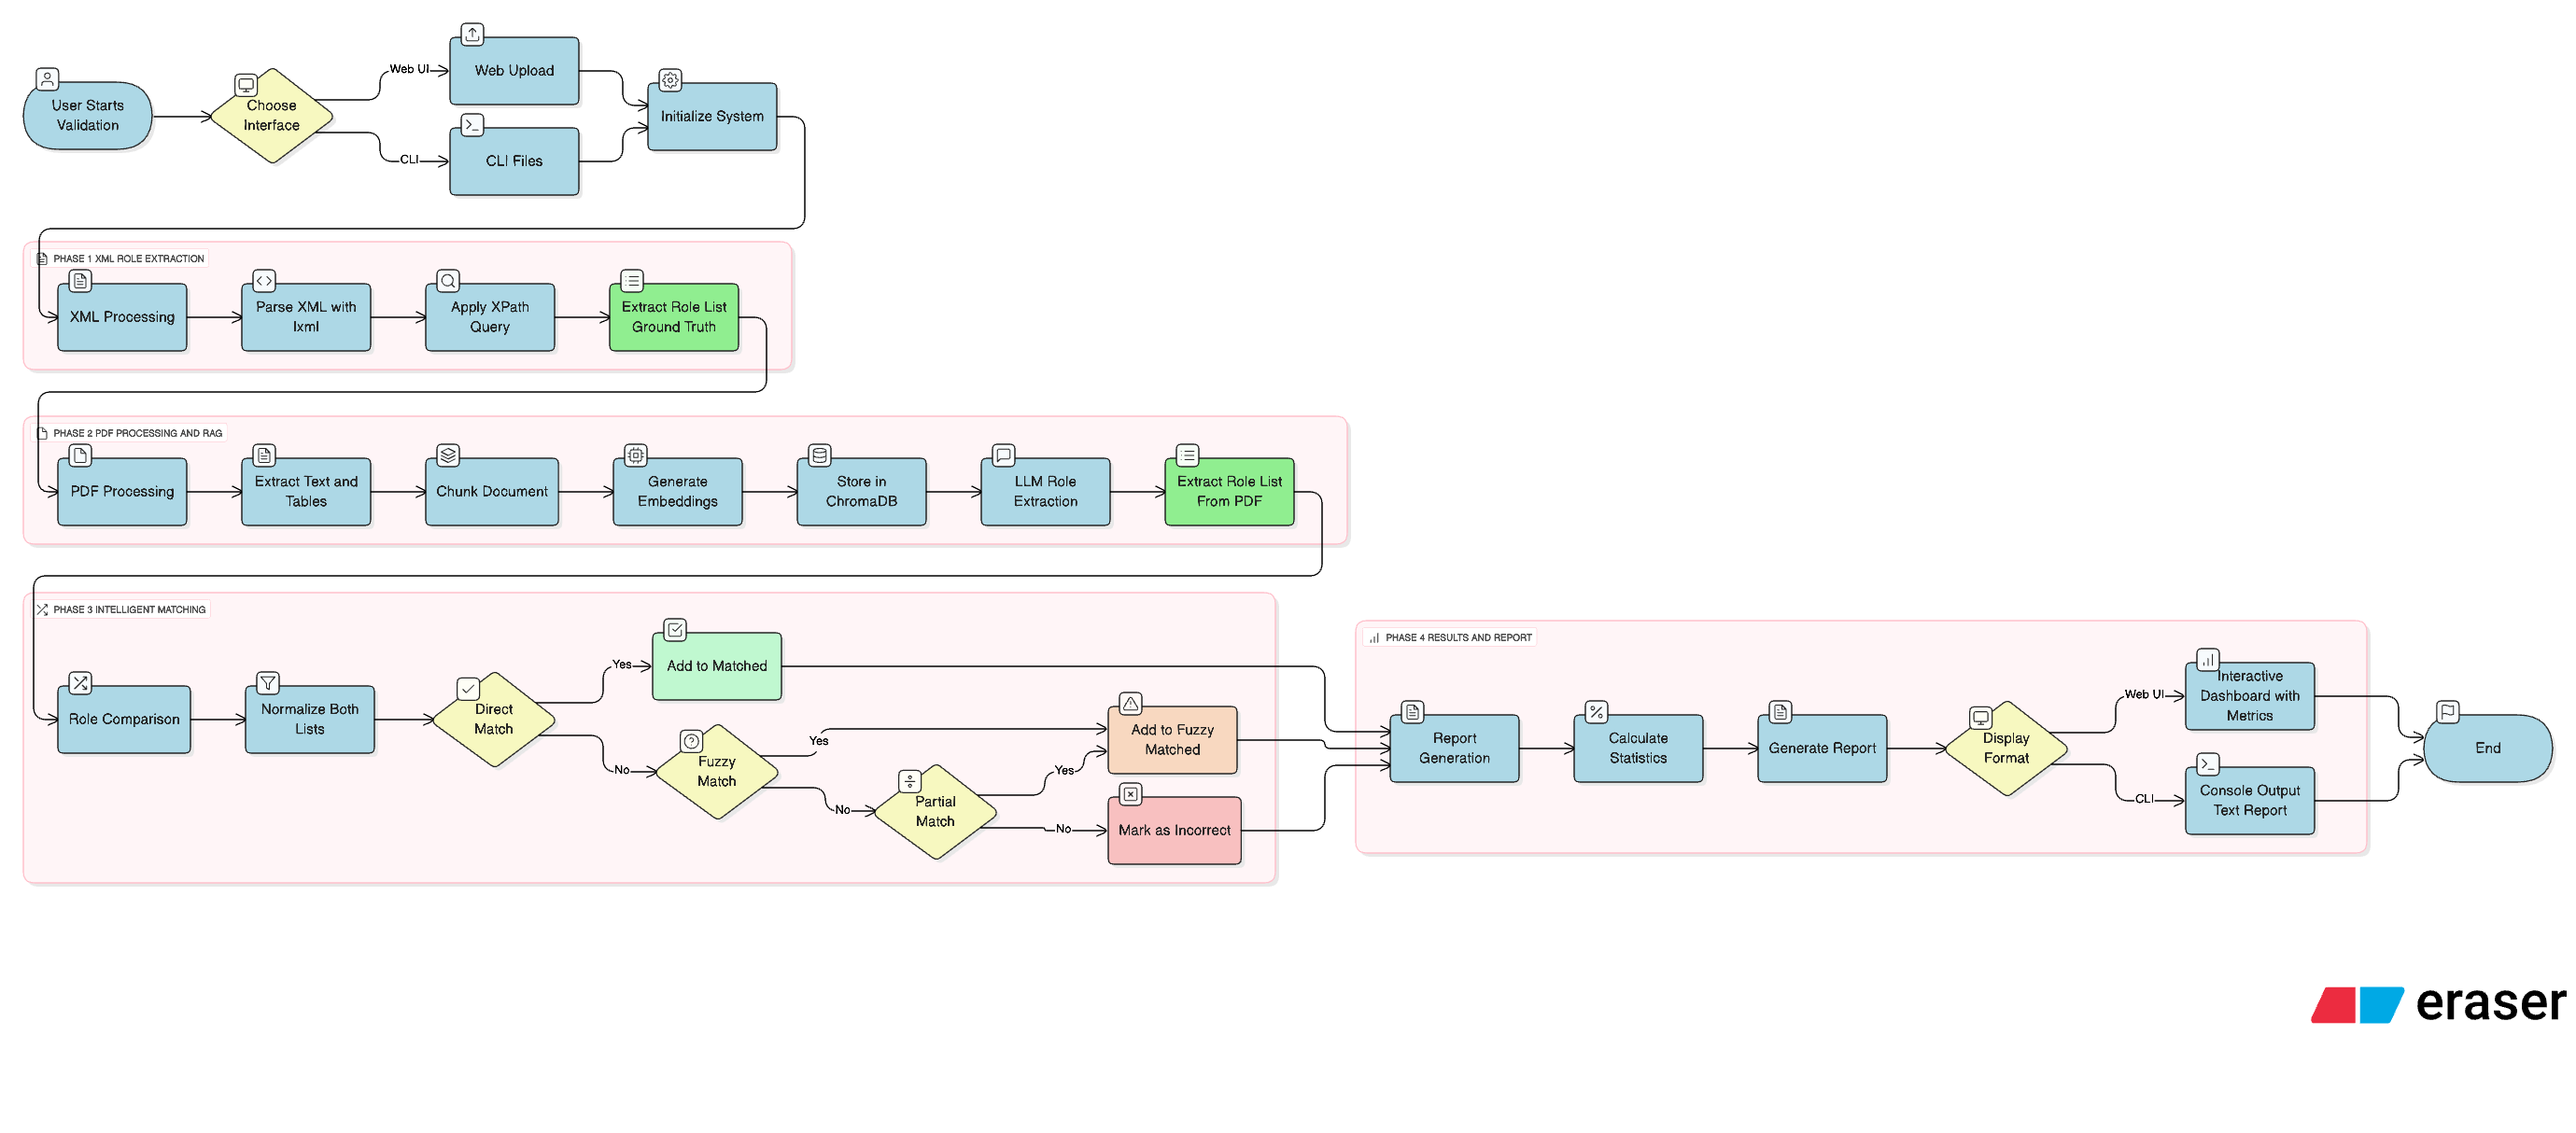 User Starts
Validation
Choose
Interface
Web UI
CLI
Web Upload
CLI Files
Initialize System
PHASE 1 XML ROLE EXTRACTION
XML Processing
Parse XML with
lxml
Apply XPath
Query
Extract Role List
Ground Truth
PHASE 2 PDF PROCESSING AND RAG
PDF Processing
Extract Text and
Tables
Chunk Document
Generate
Embeddings
Store in
ChromaDB
LLM Role
Extraction
Extract Role List
From PDF
PHASE 3 INTELLIGENT MATCHING
Role Comparison
Normalize Both
Lists
Direct
Match
Yes
No
Add to Matched
Fuzzy
Match
Yes
No
Partial
Match
Yes
No
Add to Fuzzy
Matched
Mark as Incorrect
PHASE 4 RESULTS AND REPORT
Report
Generation
Calculate
Statistics
Generate Report
Display
Format
Web UI
CLI
Interactive
Dashboard with
Metrics
Console Output
Text Report
End
eraser